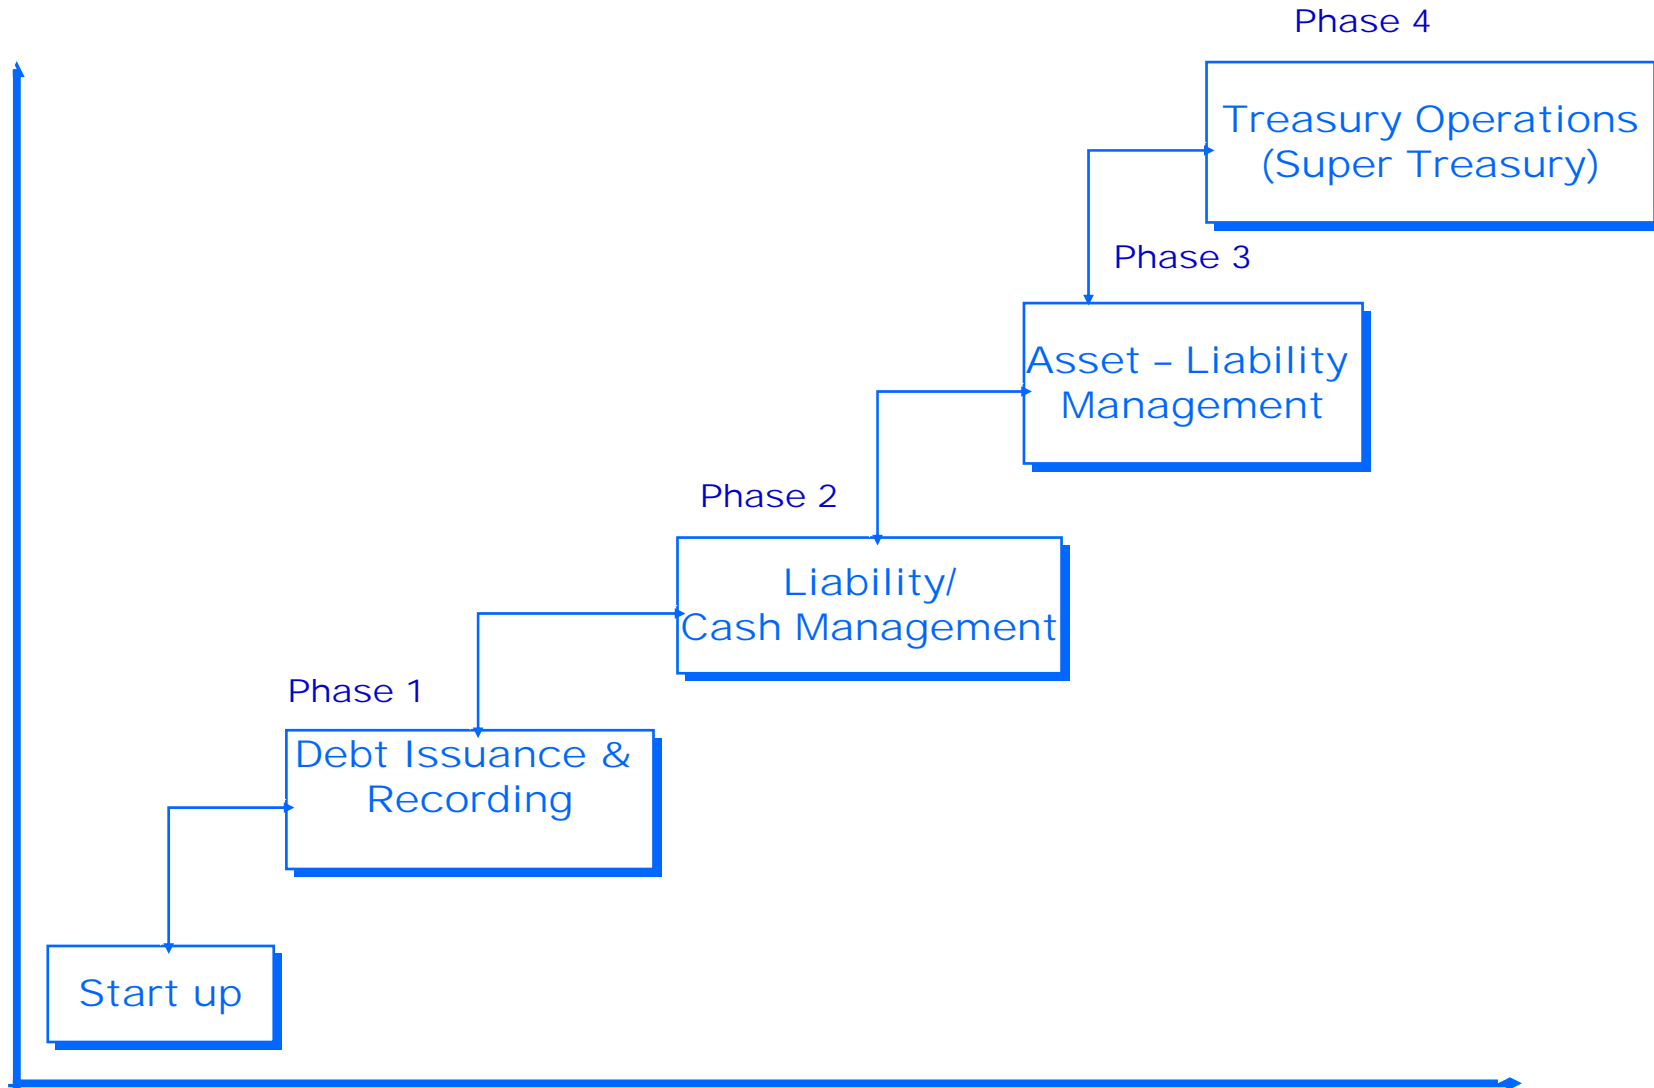 Phase 4
Treasury Operations
(Super Treasury)
Phase 3
Asset – Liability
Management
Phase 2
Liability/
Cash Management
Phase 1
Debt Issuance &
Recording
Start up